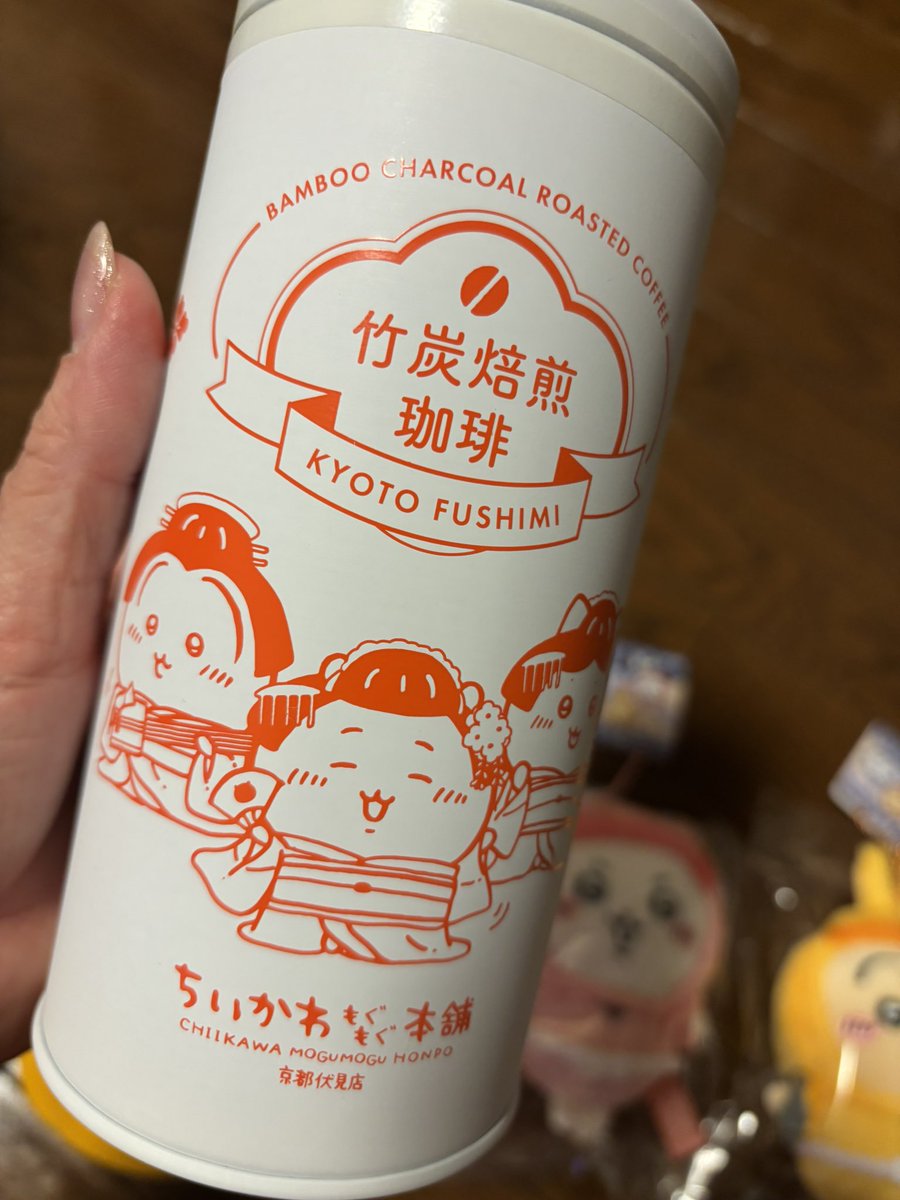 BAMBOO CHARCOAL ROASTED COFFEE
竹炭焙煎
珈琲
KYOTO FUSHIMI
ちいかわもぐもぐ本舗
CHIIKAWA MOGUMOGU HONPO
京都伏見店